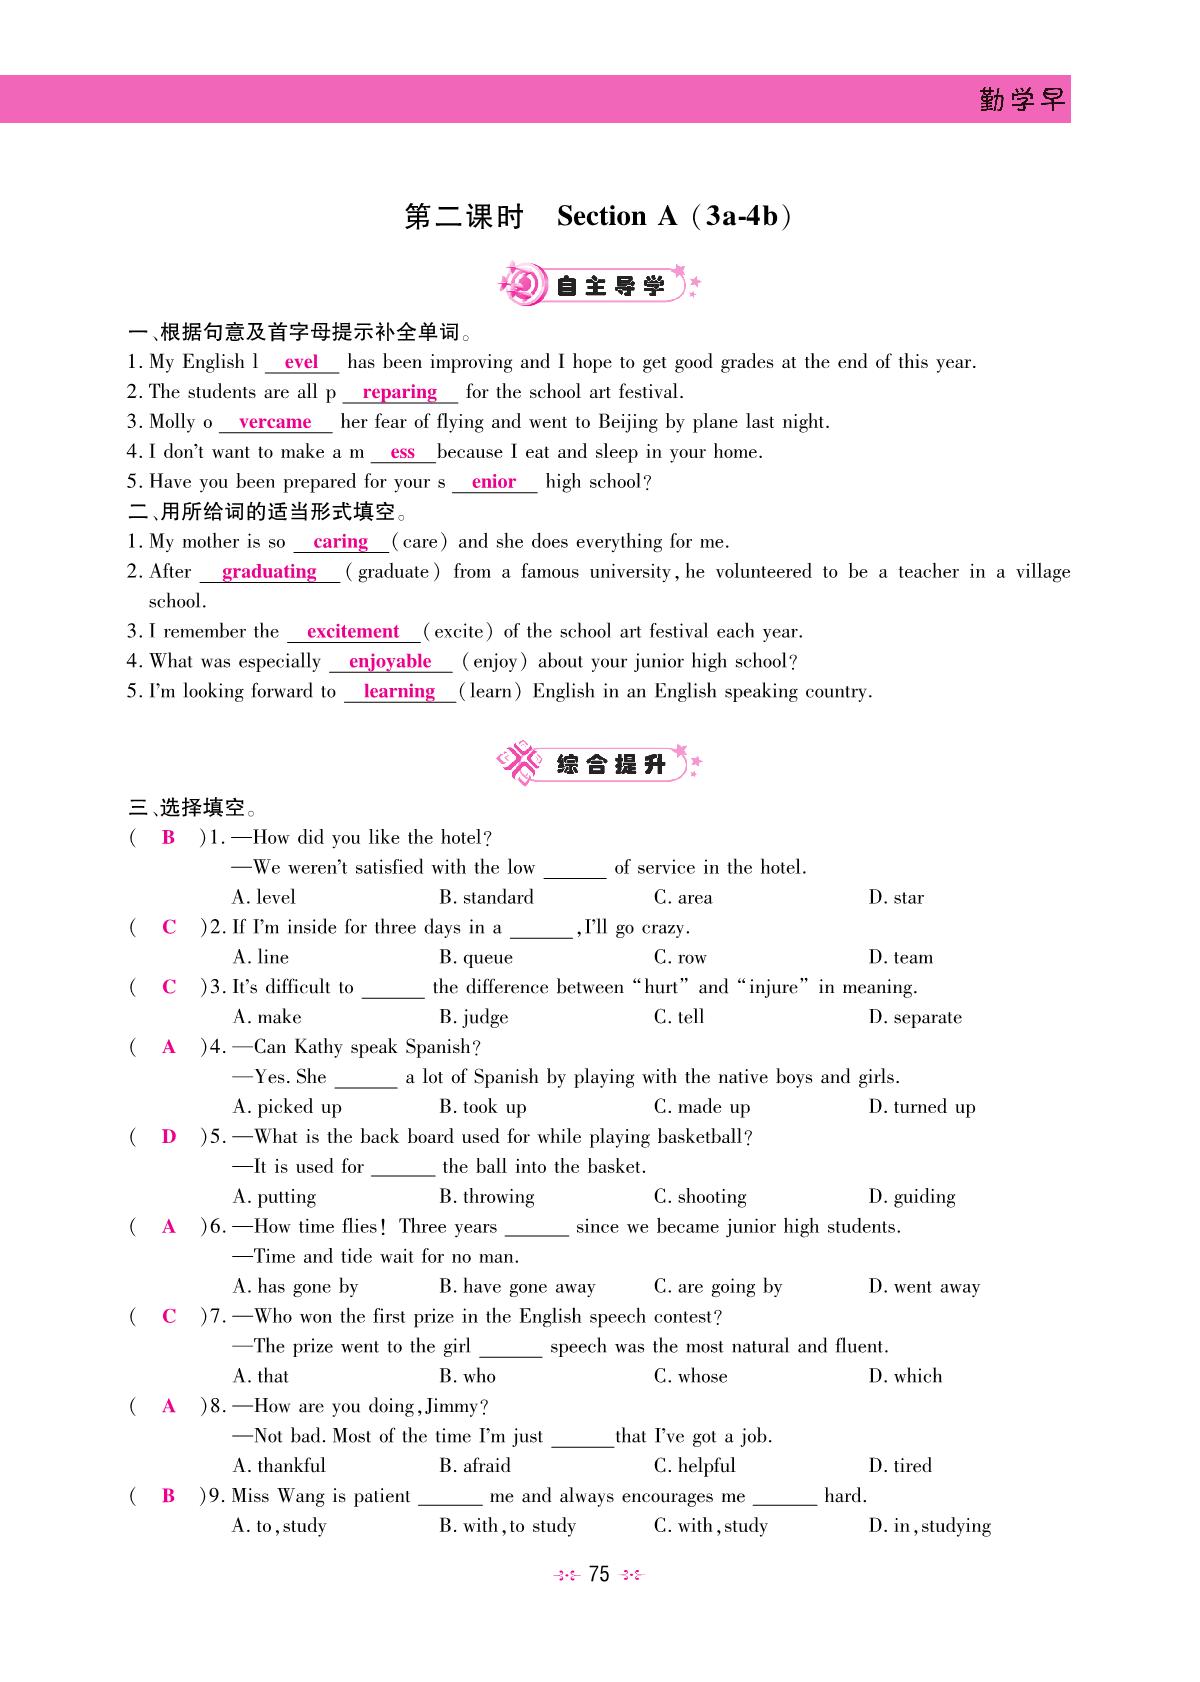 勤学早
第二课时 Section A (3a-4b)
自主导学
一、根据句意及首字母提示补全单词。
1. My English l evel has been improving and I hope to get good grades at the end of this year.
2. The students are all p reparing for the school art festival.
3. Molly o vercame her fear of flying and went to Beijing by plane last night.
4. I don't want to make a m ess because I eat and sleep in your home.
5. Have you been prepared for your s enior high school?
二、用所给词的适当形式填空。
1. My mother is so caring (care) and she does everything for me.
2. After graduating (graduate) from a famous university, he volunteered to be a teacher in a village
school.
3. I remember the excitement (excite) of the school art festival each year.
4. What was especially enjoyable (enjoy) about your junior high school?
5. I'm looking forward to learning (learn) English in an English speaking country.
综合提升
三、选择填空。
( B )1. —How did you like the hotel?
—We weren't satisfied with the low ______ of service in the hotel.
A. level B. standard C. area D. star
( C )2. If I'm inside for three days in a ______, I'll go crazy.
A. line B. queue C. row D. team
( C )3. It's difficult to ______ the difference between "hurt" and "injure" in meaning.
A. make B. judge C. tell D. separate
( A )4. —Can Kathy speak Spanish?
—Yes. She ______ a lot of Spanish by playing with the native boys and girls.
A. picked up B. took up C. made up D. turned up
( D )5. —What is the back board used for while playing basketball?
—It is used for ______ the ball into the basket.
A. putting B. throwing C. shooting D. guiding
( A )6. —How time flies! Three years ______ since we became junior high students.
—Time and tide wait for no man.
A. has gone by B. have gone away C. are going by D. went away
( C )7. —Who won the first prize in the English speech contest?
—The prize went to the girl ______ speech was the most natural and fluent.
A. that B. who C. whose D. which
( A )8. —How are you doing, Jimmy?
—Not bad. Most of the time I'm just ______ that I've got a job.
A. thankful B. afraid C. helpful D. tired
( B )9. Miss Wang is patient ______ me and always encourages me ______ hard.
A. to, study B. with, to study C. with, study D. in, studying
75